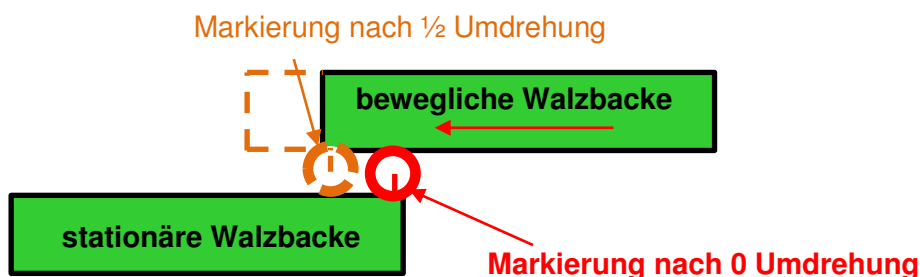 Markierung nach ½ Umdrehung
bewegliche Walzbacke
stationäre Walzbacke
Markierung nach 0 Umdrehung